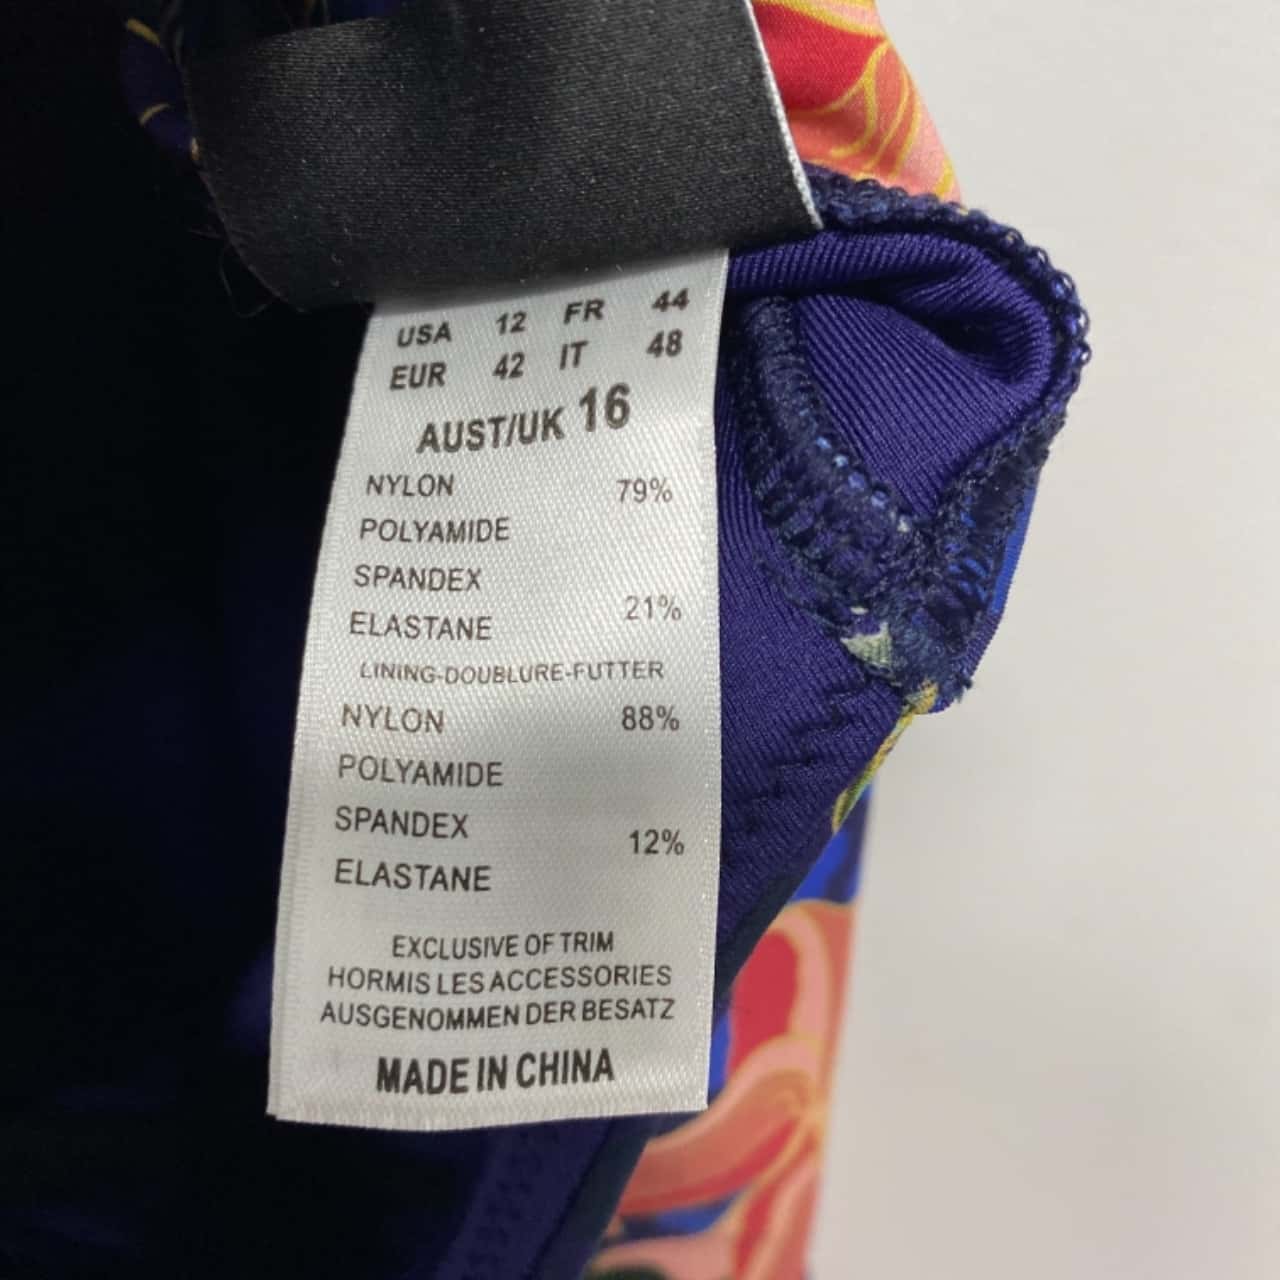 USA 12 FR 44
EUR 42 IT 48
AUST/UK 16
NYLON 79%
POLYAMIDE
SPANDEX
ELASTANE 21%
LINING-DOUBLURE-FUTTER
NYLON 88%
POLYAMIDE
SPANDEX
ELASTANE 12%
EXCLUSIVE OF TRIM
HORMIS LES ACCESSORIES
AUSGENOMMEN DER BESATZ
MADE IN CHINA